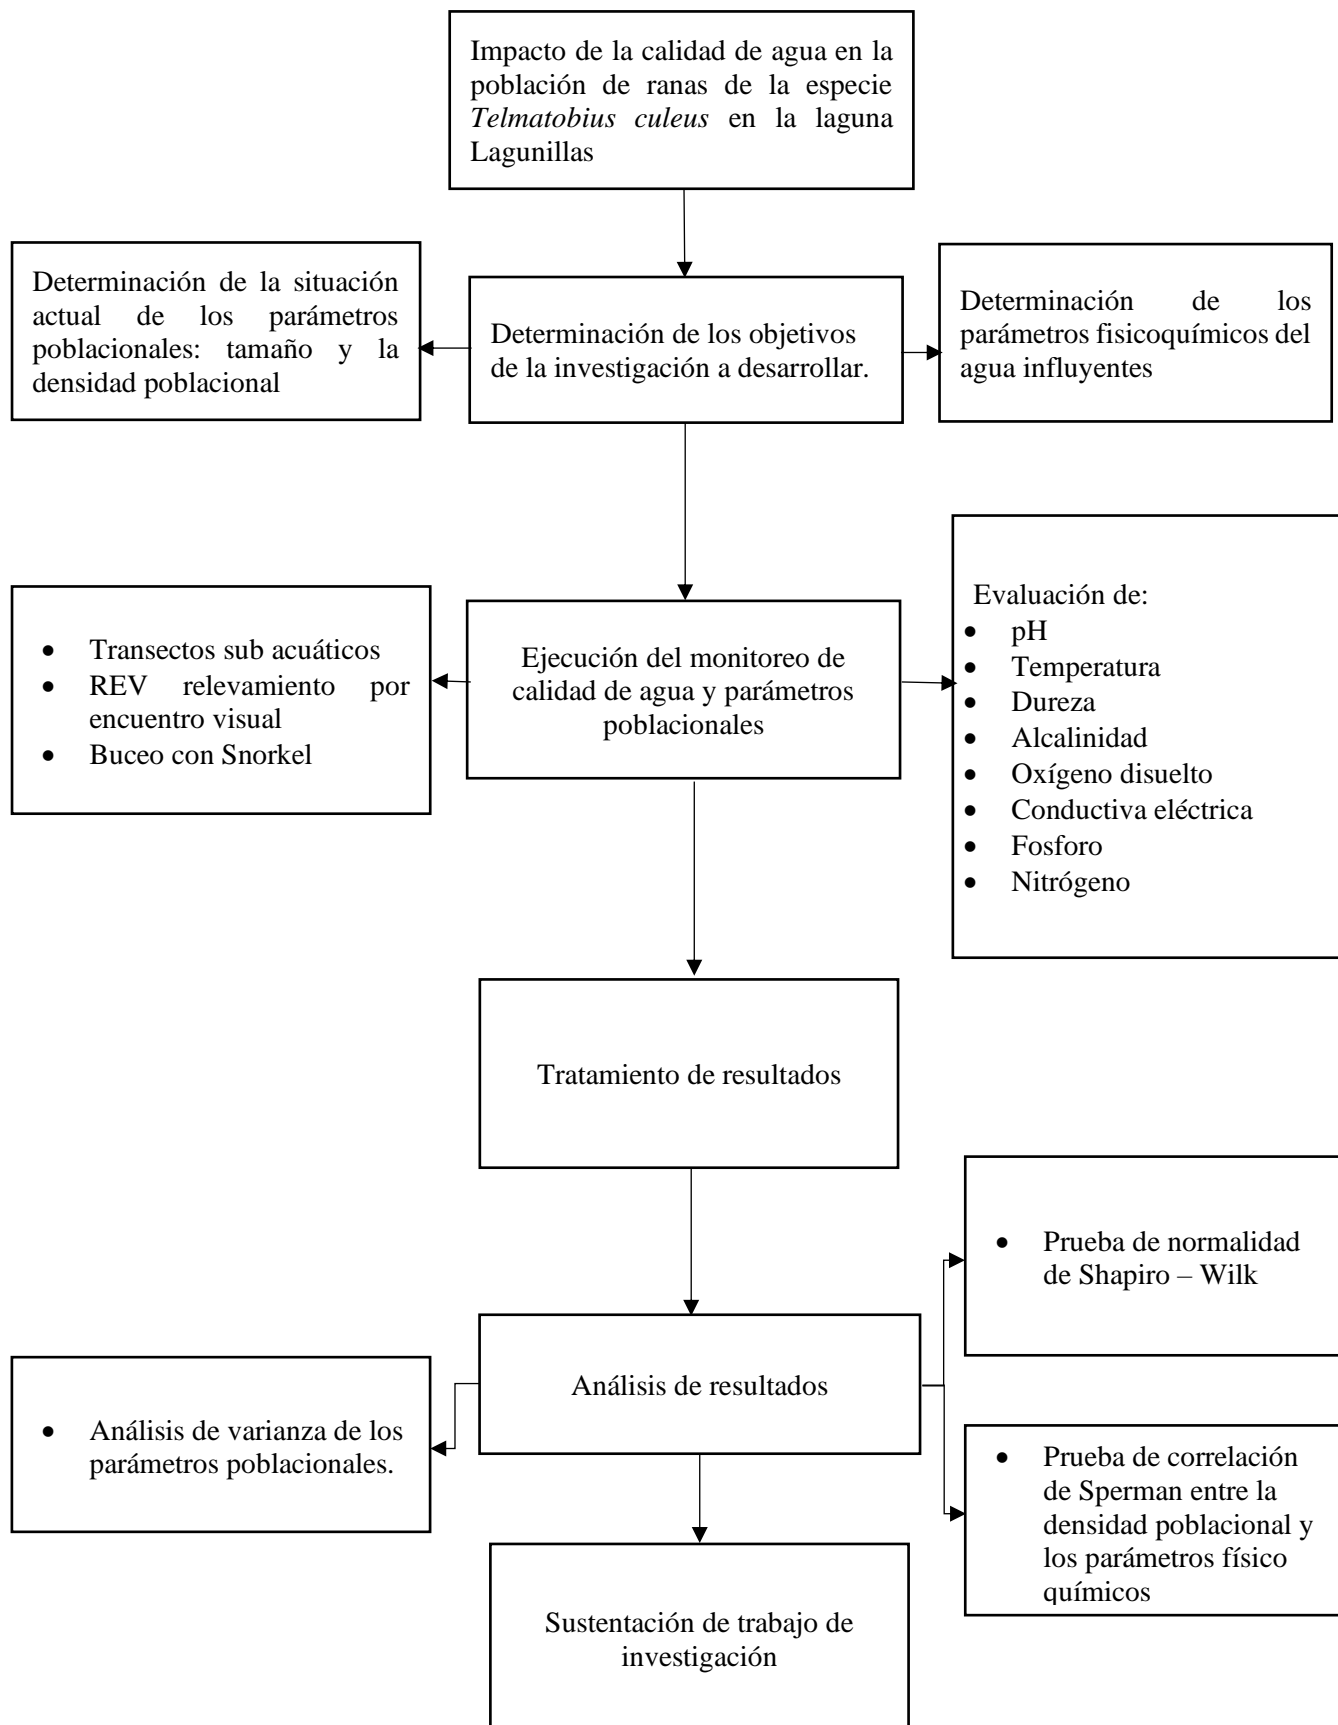 Impacto de la calidad de agua en la
población de ranas de la especie
Telmatobius culeus en la laguna
Lagunillas
Determinación de la situación
actual de los parámetros
poblacionales: tamaño y la
densidad poblacional
Determinación de los objetivos
de la investigación a desarrollar.
Determinación de los
parámetros fisicoquímicos del
agua influyentes
• Transectos sub acuáticos
• REV relevamiento por
encuentro visual
• Buceo con Snorkel
Ejecución del monitoreo de
calidad de agua y parámetros
poblacionales
Evaluación de:
• pH
• Temperatura
• Dureza
• Alcalinidad
• Oxígeno disuelto
• Conductiva eléctrica
• Fosforo
• Nitrógeno
Tratamiento de resultados
• Prueba de normalidad
de Shapiro – Wilk
Análisis de resultados
• Análisis de varianza de los
parámetros poblacionales.
• Prueba de correlación
de Sperman entre la
densidad poblacional y
los parámetros físico
químicos
Sustentación de trabajo de
investigación